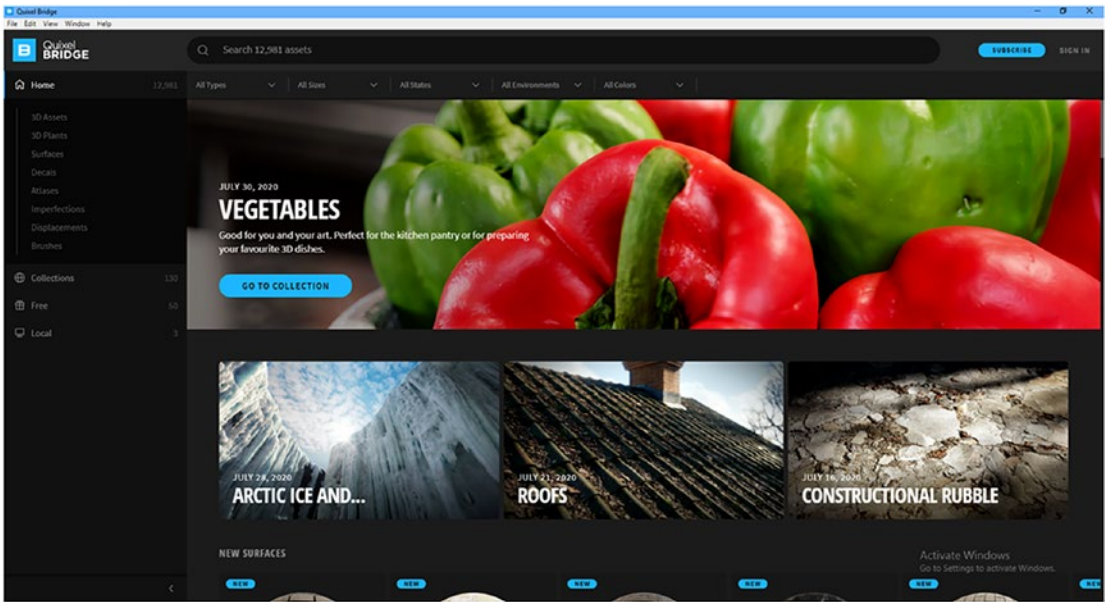 Quixel Bridge
File Edit View Window Help
Quixel
BRIDGE
Search 12,981 assets
SUBSCRIBE
SIGN IN
Home 12,981
All Types
All Sizes
All States
All Environments
All Colors
3D Assets
3D Plants
Surfaces
Decals
Atlases
Imperfections
Displacements
Brushes
Collections 130
Free 50
Local 3
JULY 30, 2020
VEGETABLES
Good for you and your art. Perfect for the kitchen pantry or for preparing
your favourite 3D dishes.
GO TO COLLECTION
JULY 28, 2020
ARCTIC ICE AND...
JULY 21, 2020
ROOFS
JULY 16, 2020
CONSTRUCTIONAL RUBBLE
NEW SURFACES
Activate Windows
Go to Settings to activate Windows.
NEW
NEW
NEW
NEW
NEW
NEW